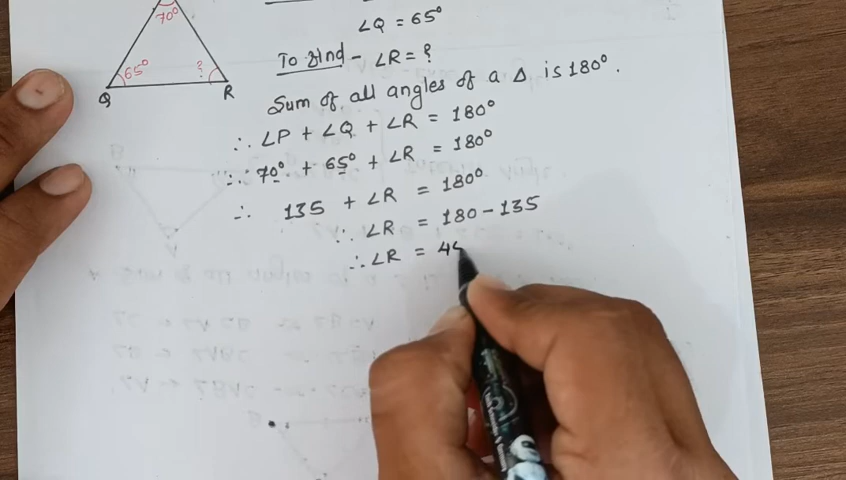 70°
∠Q = 65°
To find - ∠R = ?
65°
?
Q
R
Sum of all angles of a Δ is 180°.
∴ ∠P + ∠Q + ∠R = 180°
∴ 70° + 65° + ∠R = 180°
∴ 135 + ∠R = 180°
∴ ∠R = 180 - 135
∴ ∠R = 45